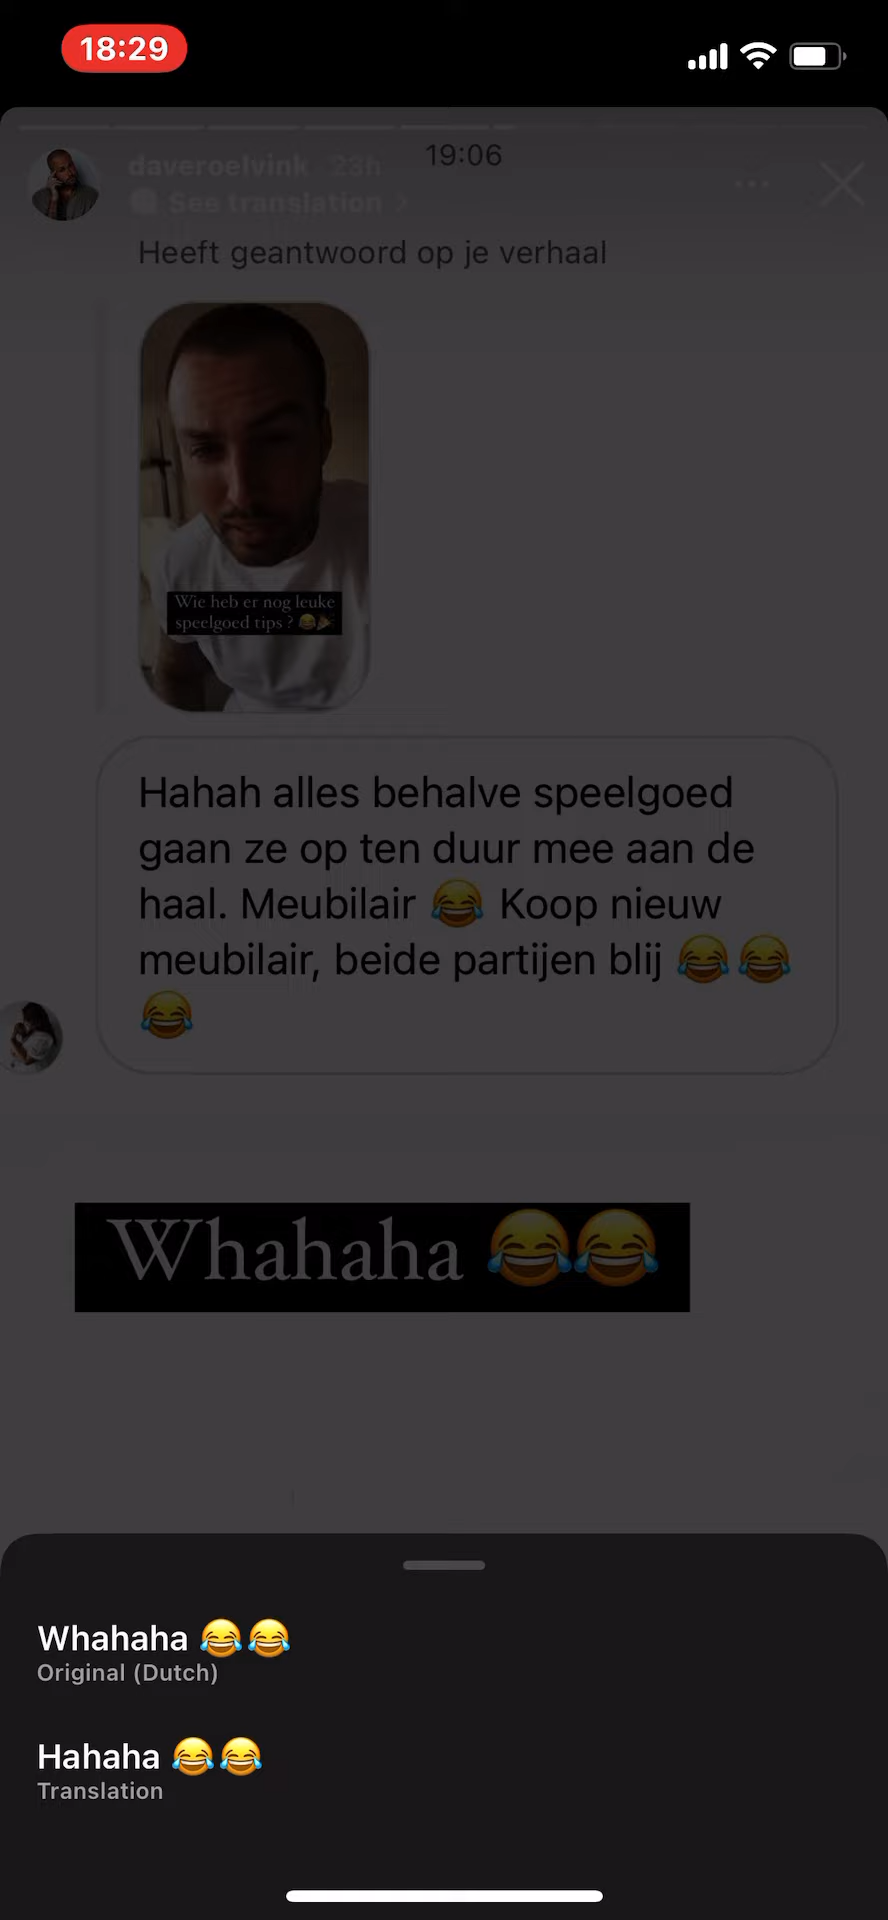 18:29
19:06
daveroelvink 23h
See translation >
Heeft geantwoord op je verhaal
Wie heb er nog leuke
speelgoed tips ? 😂🎉
Hahah alles behalve speelgoed
gaan ze op ten duur mee aan de
haal. Meubilair 😂 Koop nieuw
meubilair, beide partijen blij 😂😂
😂
Whahaha 😂😂
Whahaha 😂😂
Original (Dutch)
Hahaha 😂😂
Translation